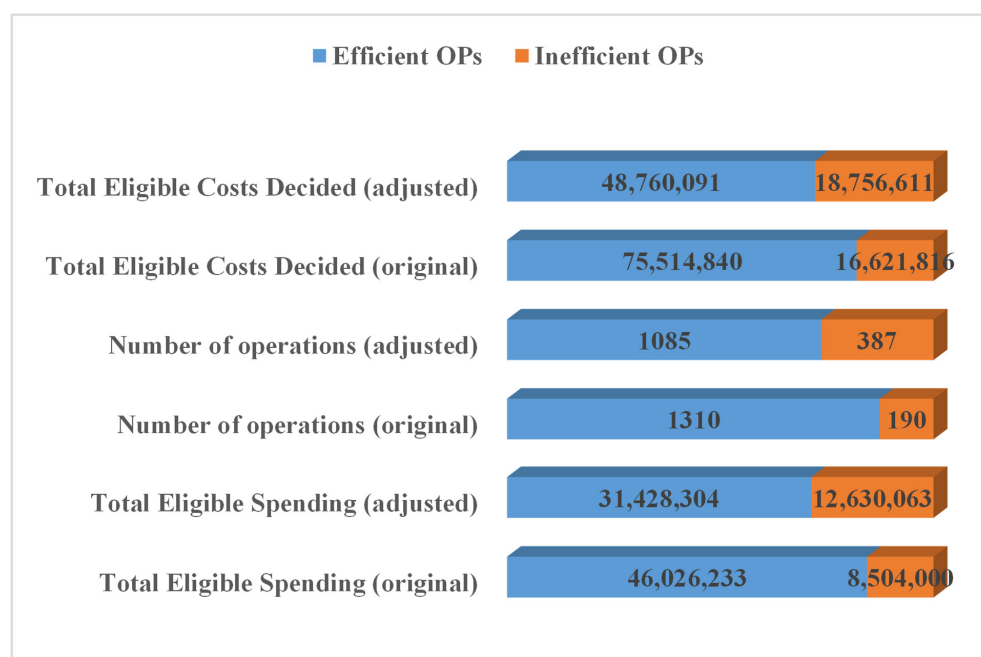 Efficient OPs Inefficient OPs
Total Eligible Costs Decided (adjusted) 48,760,091 18,756,611
Total Eligible Costs Decided (original) 75,514,840 16,621,816
Number of operations (adjusted) 1085 387
Number of operations (original) 1310 190
Total Eligible Spending (adjusted) 31,428,304 12,630,063
Total Eligible Spending (original) 46,026,233 8,504,000